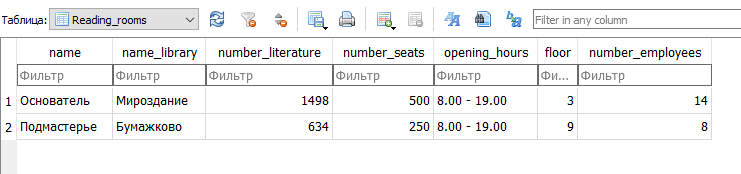 Таблица: Reading_rooms Filter in any column
name name_library number_literature number_seats opening_hours floor number_employees
Фильтр Фильтр Фильтр Фильтр Фильтр Фи... Фильтр
1 Основатель Мироздание 1498 500 8.00 - 19.00 3 14
2 Подмастерье Бумажково 634 250 8.00 - 19.00 9 8